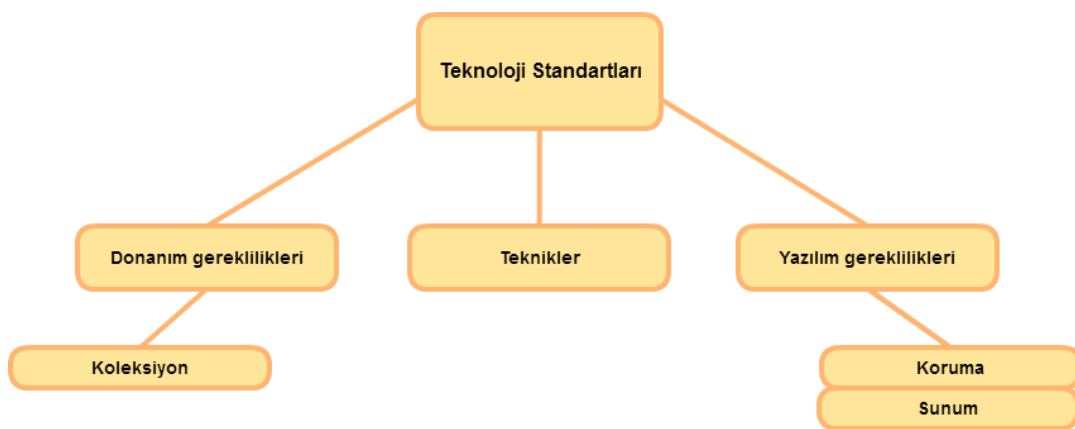 Teknoloji Standartları
Donanım gereklilikleri
Teknikler
Yazılım gereklilikleri
Koleksiyon
Koruma
Sunum